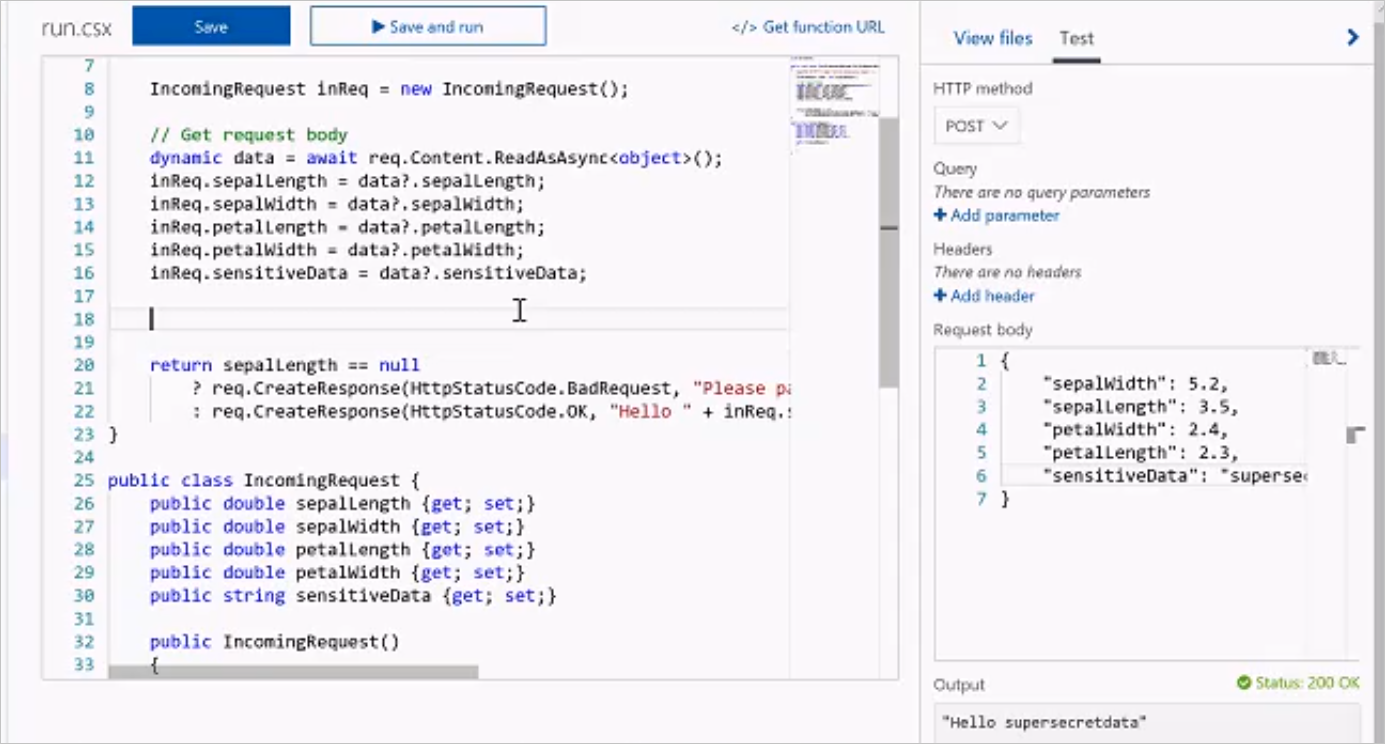 run.csx
Save
Save and run
</> Get function URL
7
8 IncomingRequest inReq = new IncomingRequest();
9
10 // Get request body
11 dynamic data = await req.Content.ReadAsAsync<object>();
12 inReq.sepalLength = data?.sepalLength;
13 inReq.sepalWidth = data?.sepalWidth;
14 inReq.petalLength = data?.petalLength;
15 inReq.petalWidth = data?.petalWidth;
16 inReq.sensitiveData = data?.sensitiveData;
17
18
19
20 return sepalLength == null
21 ? req.CreateResponse(HttpStatusCode.BadRequest, "Please pa
22 : req.CreateResponse(HttpStatusCode.OK, "Hello " + inReq.s
23 }
24
25 public class IncomingRequest {
26 public double sepalLength {get; set;}
27 public double sepalWidth {get; set;}
28 public double petalLength {get; set;}
29 public double petalWidth {get; set;}
30 public string sensitiveData {get; set;}
31
32 public IncomingRequest()
33 {
View files Test
HTTP method
POST
Query
There are no query parameters
+ Add parameter
Headers
There are no headers
+ Add header
Request body
1 {
2 "sepalWidth": 5.2,
3 "sepalLength": 3.5,
4 "petalWidth": 2.4,
5 "petalLength": 2.3,
6 "sensitiveData": "superse
7 }
Output
Status: 200 OK
"Hello supersecretdata"